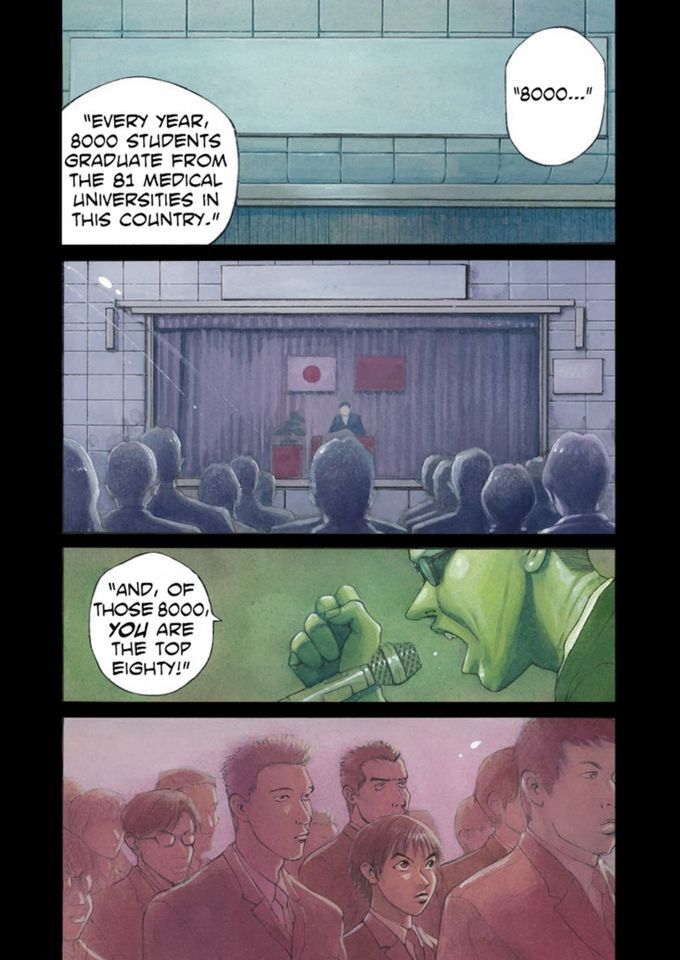 "8000..."
"EVERY YEAR,
8000 STUDENTS
GRADUATE FROM
THE 81 MEDICAL
UNIVERSITIES IN
THIS COUNTRY."
"AND, OF
THOSE 8000,
YOU ARE
THE TOP
EIGHTY!"